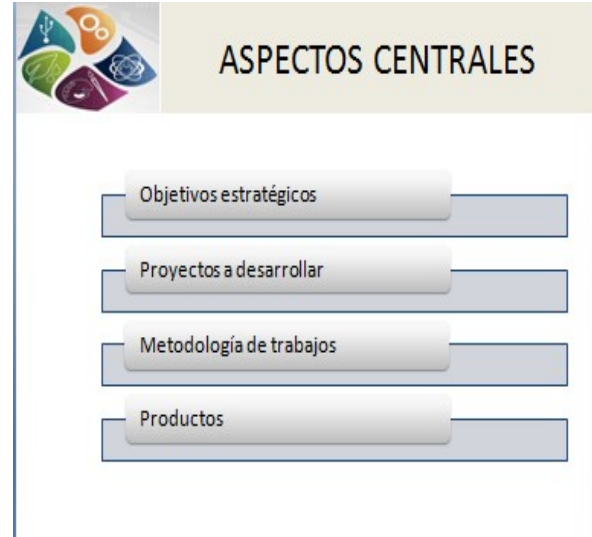 ASPECTOS CENTRALES
Objetivos estratégicos
Proyectos a desarrollar
Metodología de trabajos
Productos